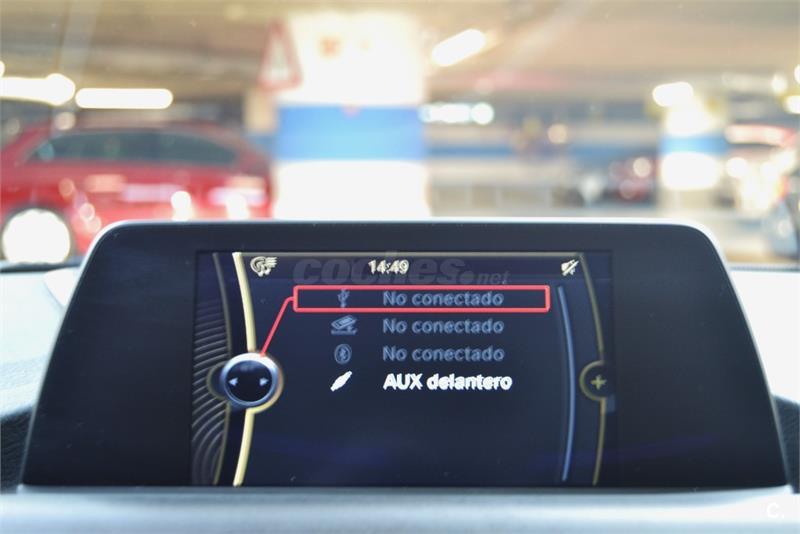 coches.net
14:49
No conectado
No conectado
No conectado
AUX delantero
+
C.